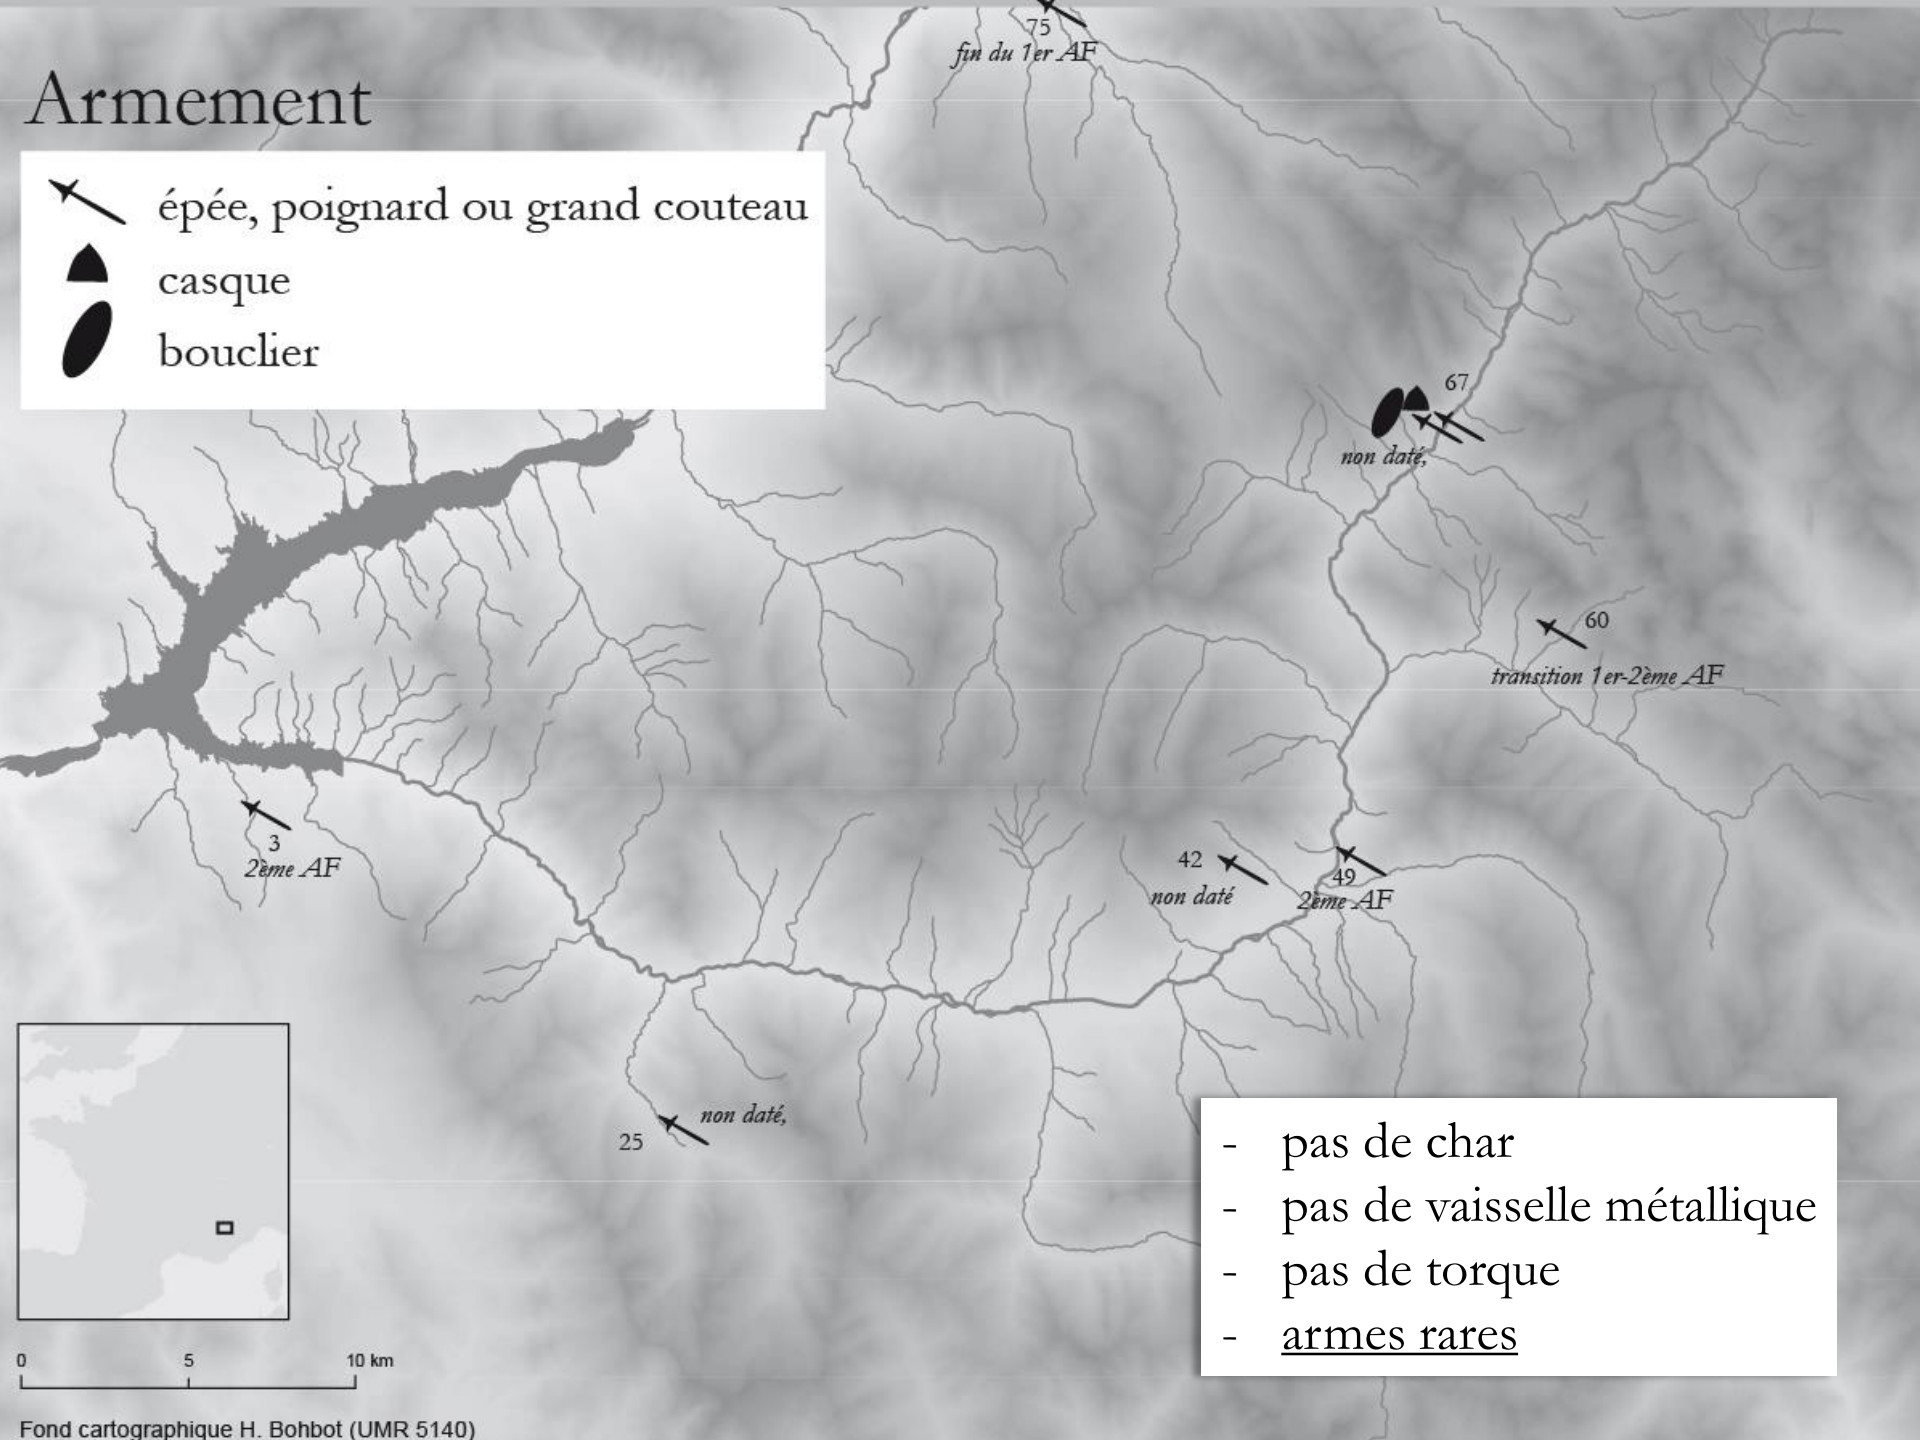 75
fin du 1er AF
Armement
épée, poignard ou grand couteau
casque
bouclier
67
non daté,
60
transition 1er-2ème AF
3
2ème AF
42
non daté
49
2ème AF
non daté,
25
- pas de char
- pas de vaisselle métallique
- pas de torque
- armes rares
0 5 10 km
Fond cartographique H. Bohbot (UMR 5140)